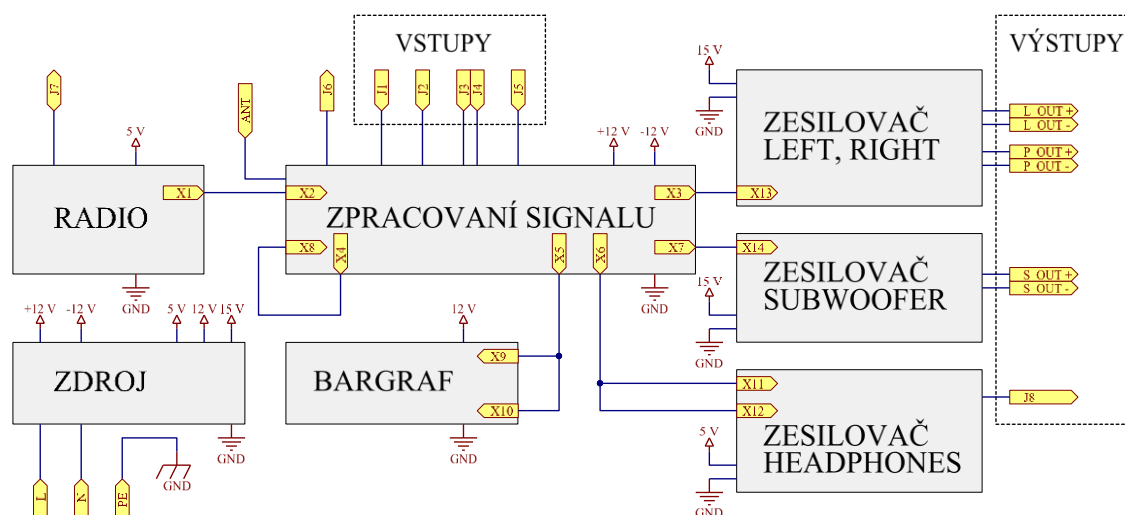 VSTUPY
VÝSTUPY
J7
ANT
J6
J1
J2
J3
J4
J5
5 V
+12 V
-12 V
15 V
GND
ZESILOVAČ
LEFT, RIGHT
L OUT +
L OUT -
P OUT +
P OUT -
X13
RADIO
X1
X2
ZPRACOVANÍ SIGNALU
X3
X8
X4
X5
X6
X7
GND
GND
X14
ZESILOVAČ
SUBWOOFER
S OUT +
S OUT -
15 V
GND
+12 V
-12 V
5 V
12 V
15 V
ZDROJ
GND
12 V
BARGRAF
X9
X10
GND
X11
X12
ZESILOVAČ
HEADPHONES
J8
5 V
GND
L
N
PE
GND